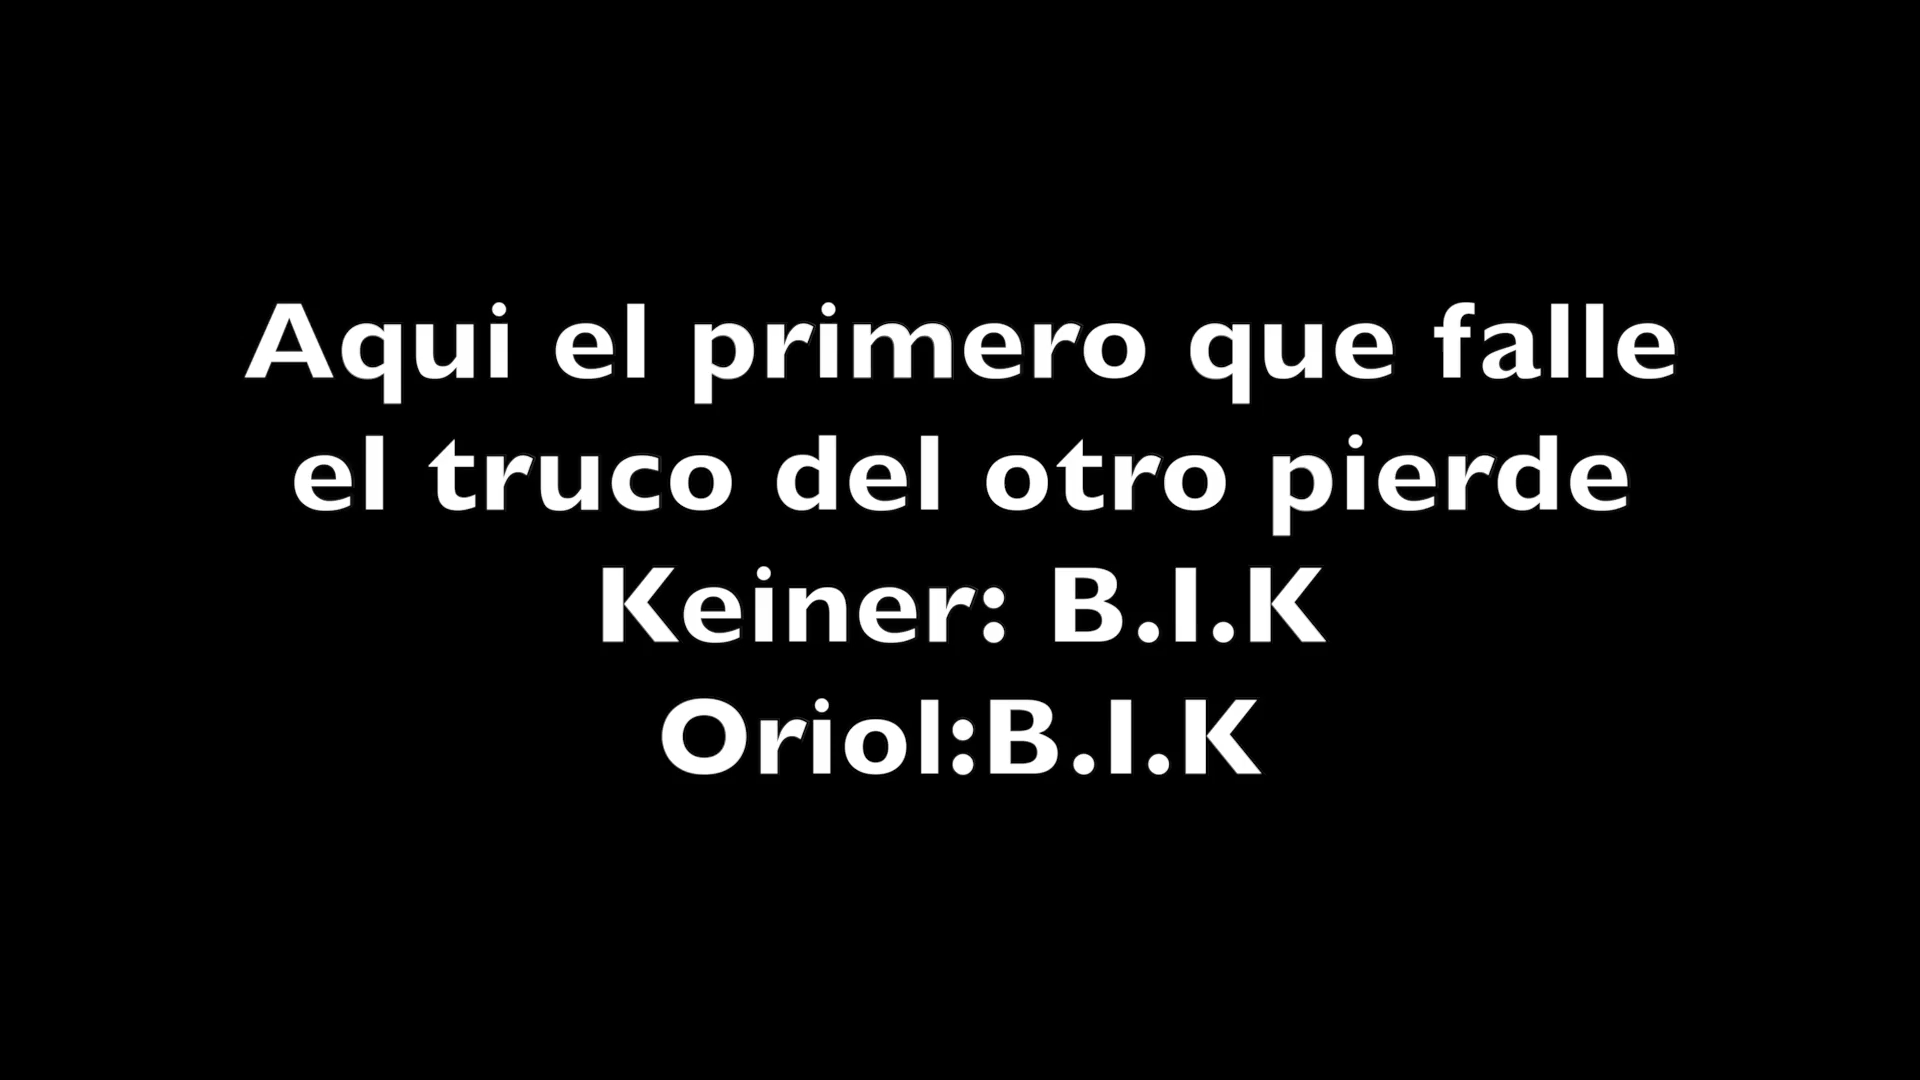 Aqui el primero que falle
el truco del otro pierde
Keiner: B.I.K
Oriol:B.I.K